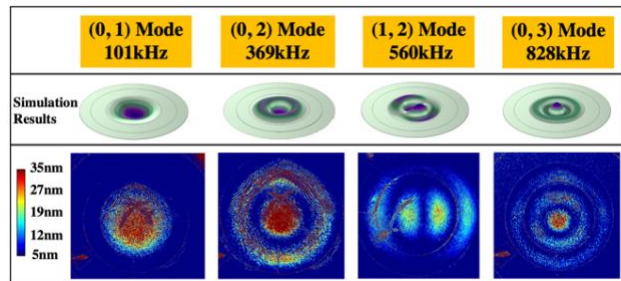 (0, 1) Mode
101kHz
(0, 2) Mode
369kHz
(1, 2) Mode
560kHz
(0, 3) Mode
828kHz
Simulation
Results
35nm
27nm
19nm
12nm
5nm